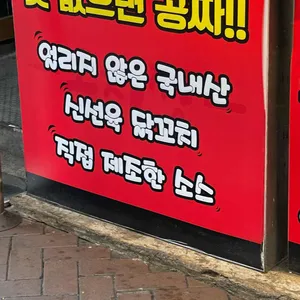 없으면 공짜!!
얼리지 않은 국내산
신선육 닭꼬치
직접 제조한 소스